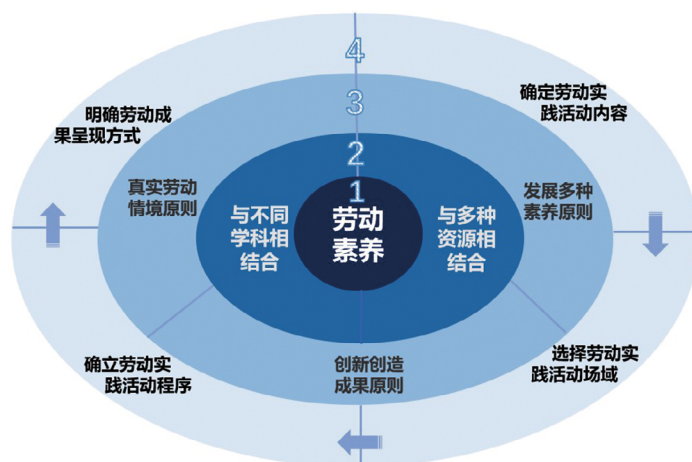 4
3
2
1
劳动
素养
与不同
学科相
结合
与多种
资源相
结合
真实劳动
情境原则
发展多种
素养原则
创新创造
成果原则
明确劳动成
果呈现方式
确定劳动实
践活动内容
选择劳动实
践活动场域
确立劳动实
践活动程序